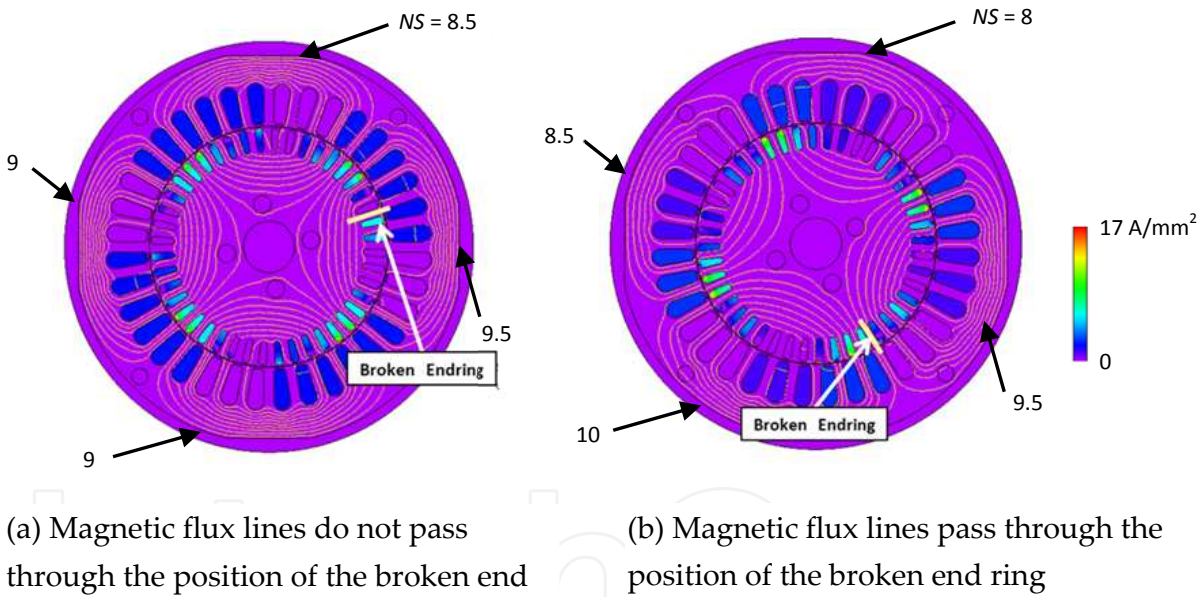 NS = 8.5
9
9.5
Broken Endring
9
NS = 8
8.5
17 A/mm²
0
9.5
Broken Endring
10
(a) Magnetic flux lines do not pass
through the position of the broken end
(b) Magnetic flux lines pass through the
position of the broken end ring